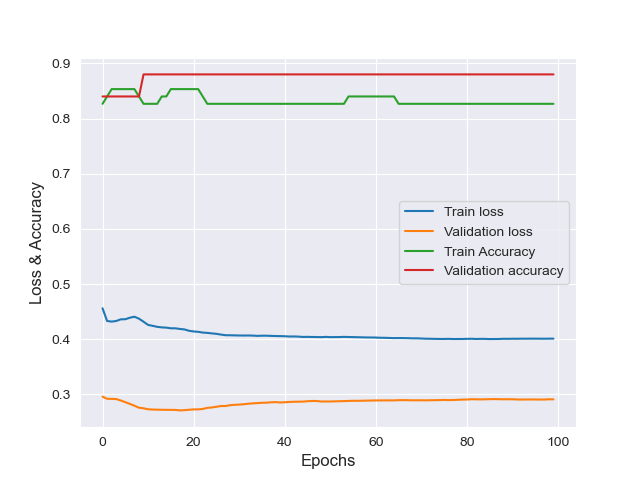 0.9
0.8
0.7
0.6
0.5
0.4
0.3
Loss & Accuracy
Train loss
Validation loss
Train Accuracy
Validation accuracy
0 20 40 60 80 100
Epochs